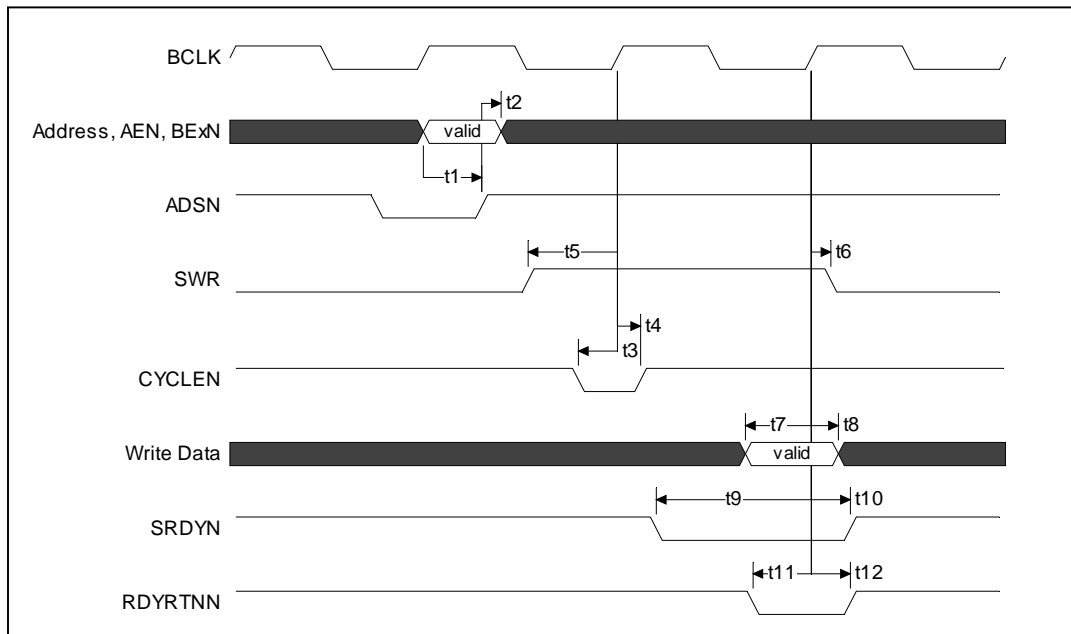 BCLK
t2
Address, AEN, BExN
valid
t1
ADSN
t5
t6
SWR
t4
t3
CYCLEN
t7
t8
Write Data
valid
t9
t10
SRDYN
t11
t12
RDYRTNN